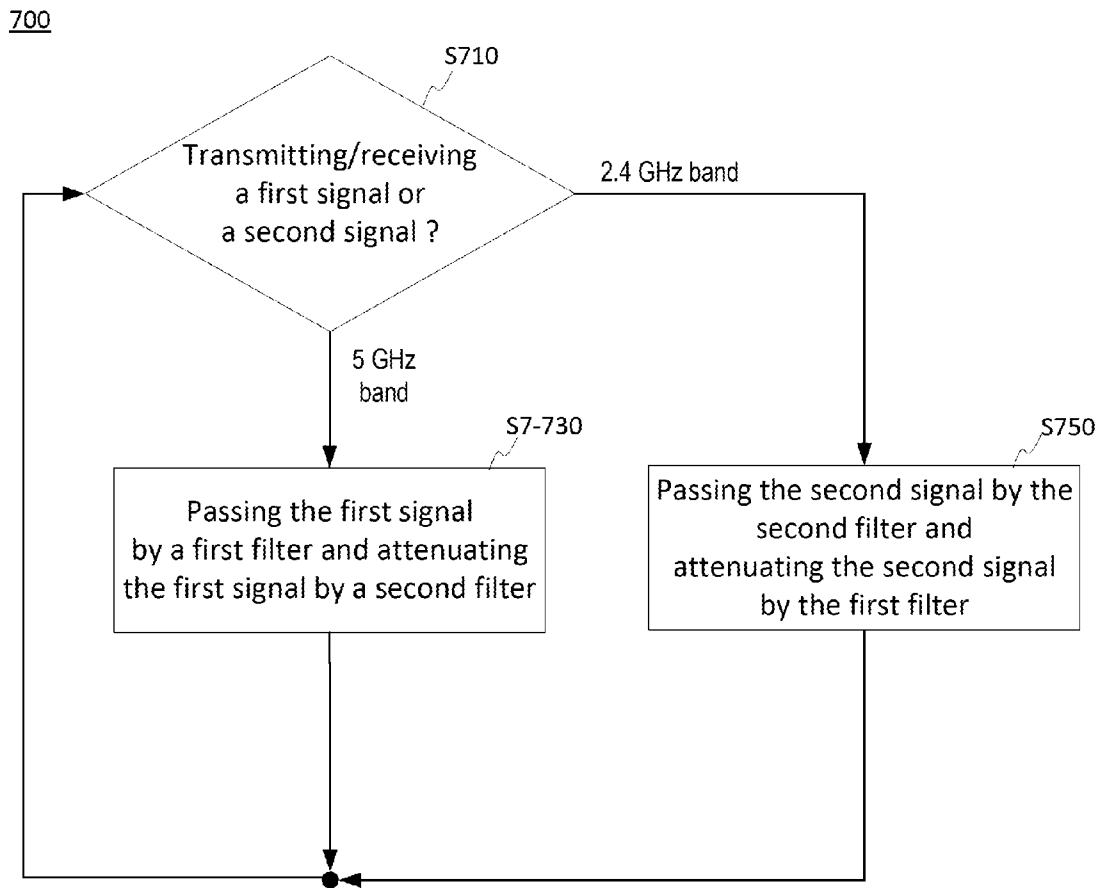 700
S710
Transmitting/receiving
a first signal or
a second signal ?
2.4 GHz band
5 GHz
band
S7-730
Passing the first signal
by a first filter and attenuating
the first signal by a second filter
S750
Passing the second signal by the
second filter and
attenuating the second signal
by the first filter